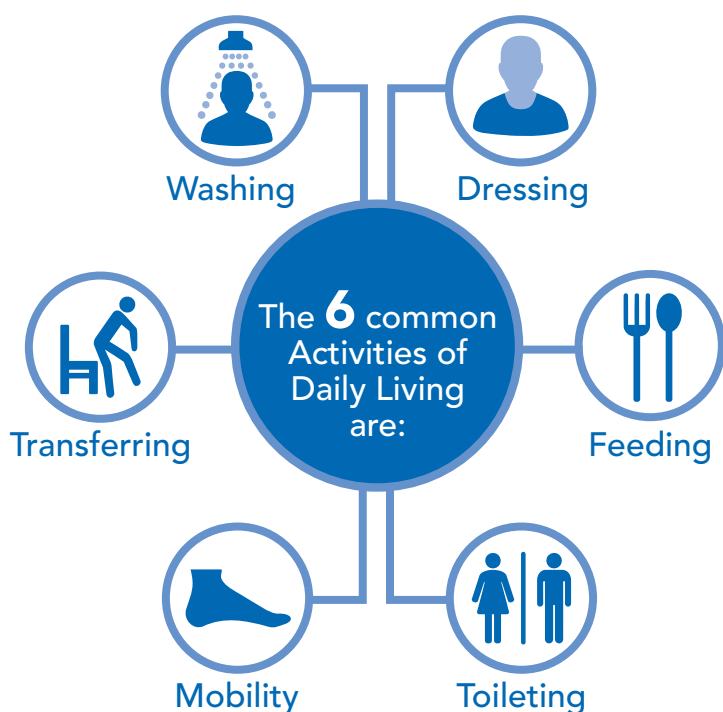 Washing
Dressing
The 6 common
Activities of
Daily Living
are:
Transferring
Feeding
Mobility
Toileting